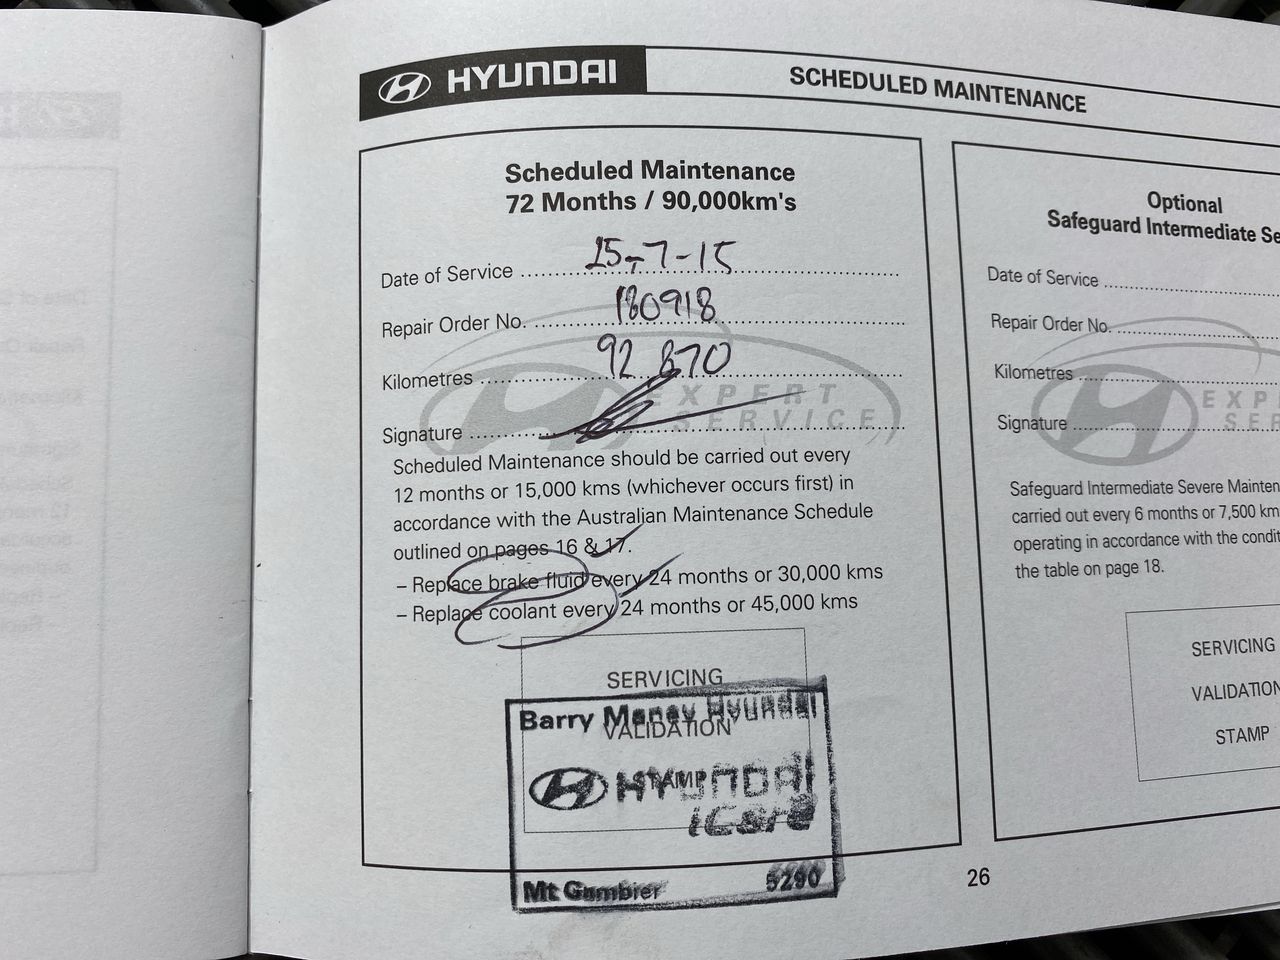 HYUNDAI
SCHEDULED MAINTENANCE
Scheduled Maintenance
72 Months / 90,000km's
Date of Service 25-7-15
Repair Order No. 180918
Kilometres 92 870
Signature
EXPERT
SERVICE
Scheduled Maintenance should be carried out every
12 months or 15,000 kms (whichever occurs first) in
accordance with the Australian Maintenance Schedule
outlined on pages 16 & 17.
– Replace brake fluid every 24 months or 30,000 kms
– Replace coolant every 24 months or 45,000 kms
SERVICING
VALIDATION
STAMP
Barry Maney Hyundai
HYUNDAI
iCare
Mt Gambier 5290
Optional
Safeguard Intermediate Se
Date of Service
Repair Order No.
Kilometres
Signature
EXP
SER
Safeguard Intermediate Severe Mainten
carried out every 6 months or 7,500 km
operating in accordance with the condit
the table on page 18.
SERVICING
VALIDATION
STAMP
26